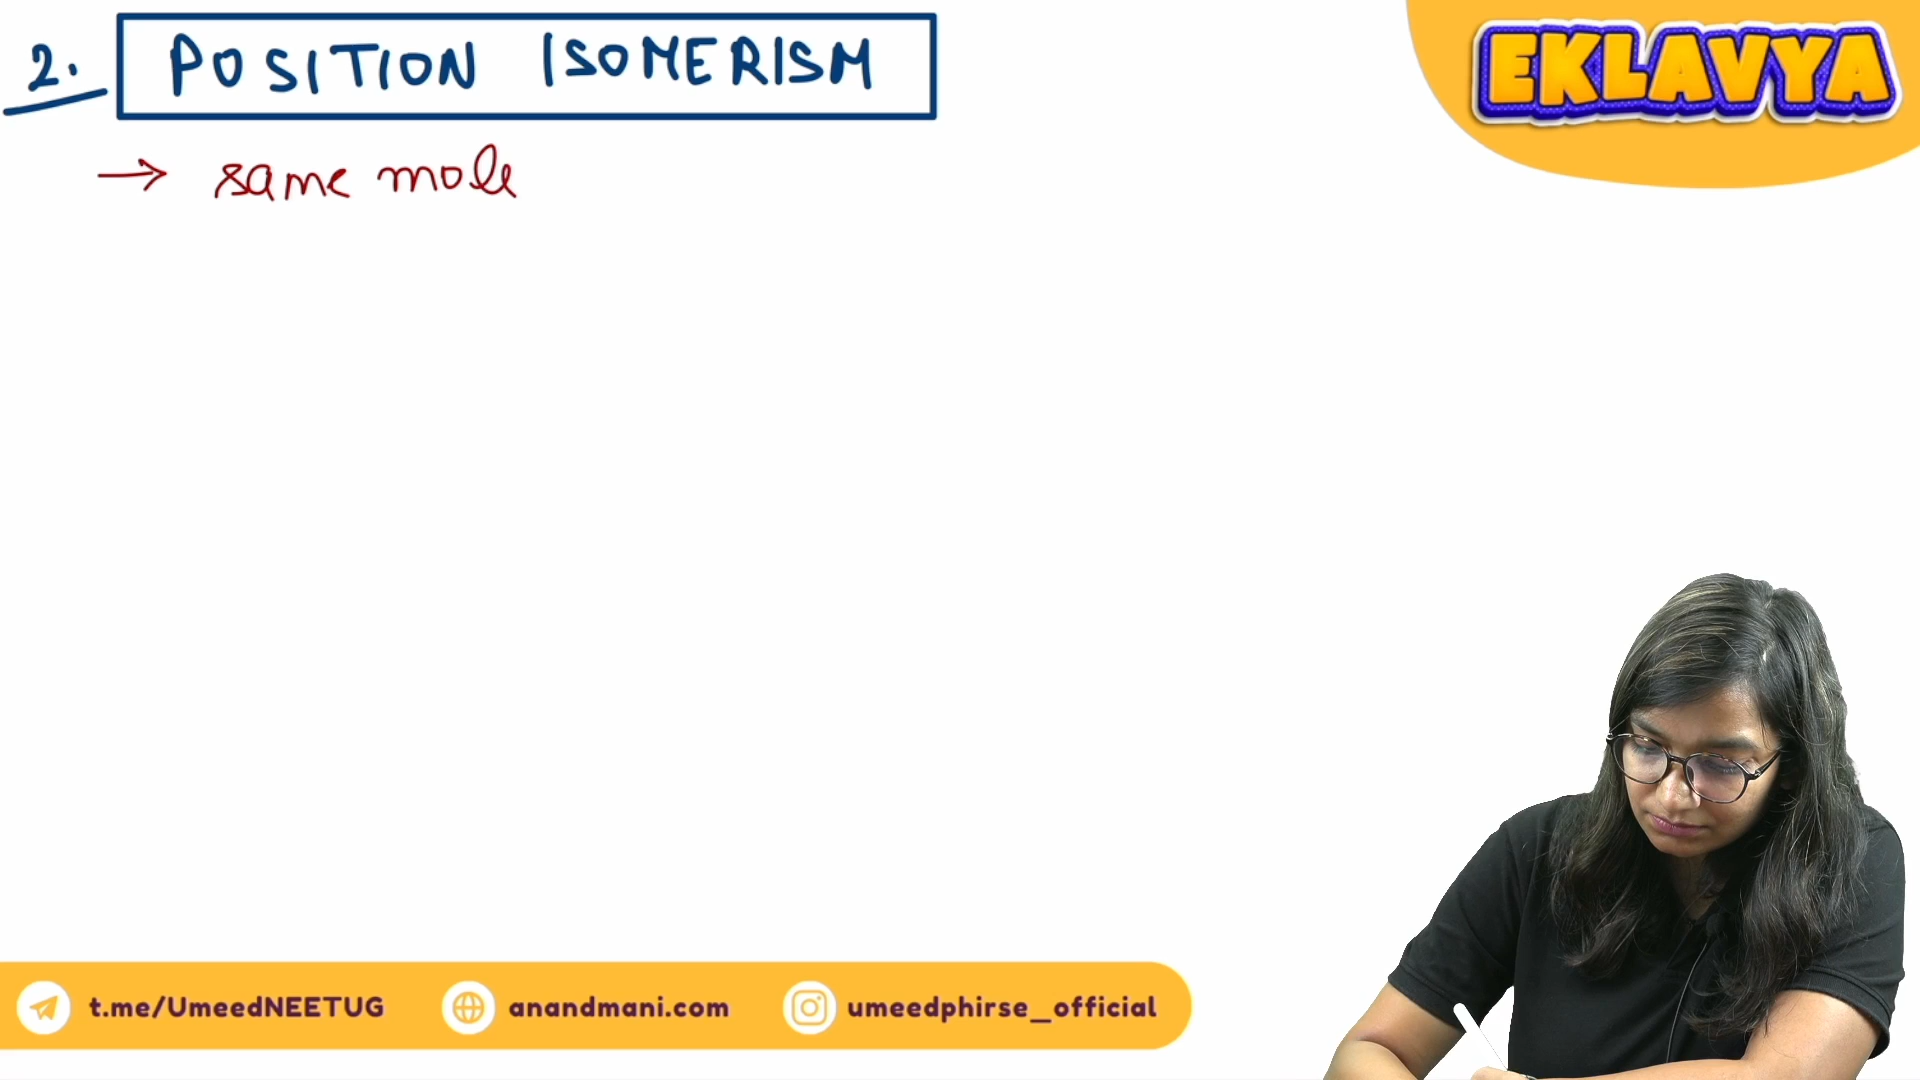 2. POSITION ISOMERISM
EKLAVYA
→ same mole
t.me/UmeedNEETUG
anandmani.com
umeedphirse_official